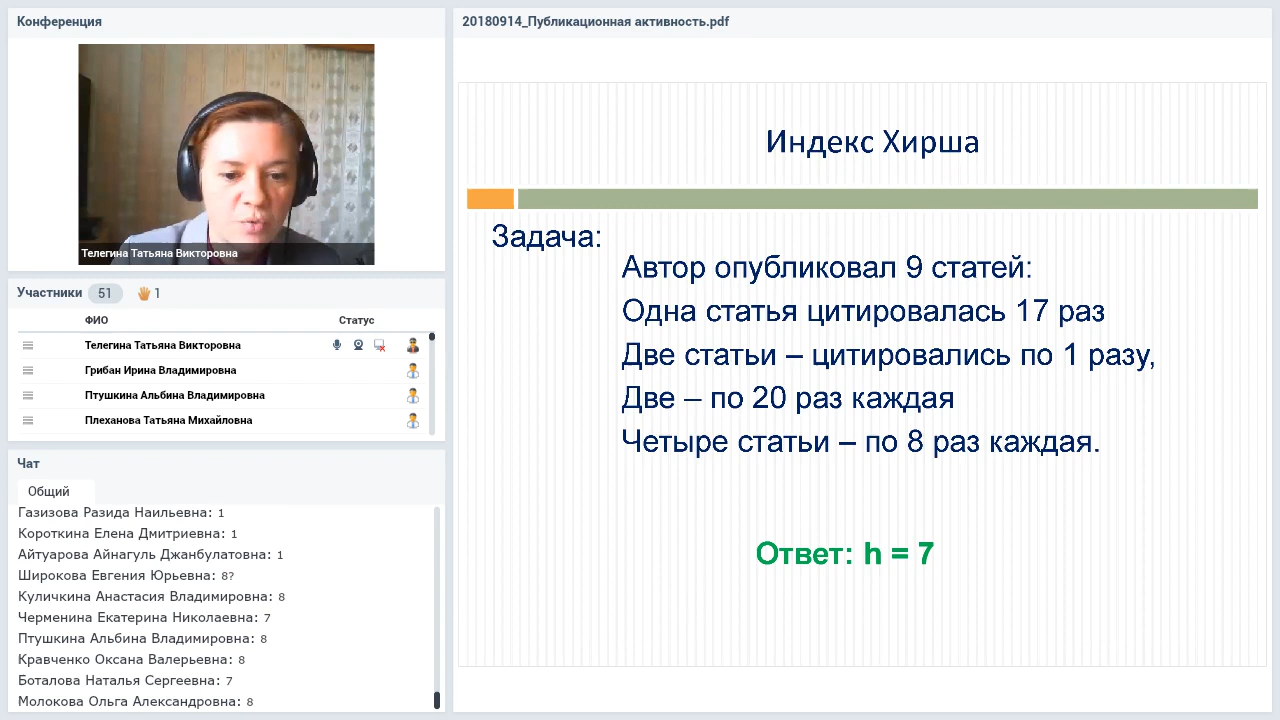 Конференция
Телегина Татьяна Викторовна
Участники 51 1
ФИО Статус
Телегина Татьяна Викторовна
Грибан Ирина Владимировна
Птушкина Альбина Владимировна
Плеханова Татьяна Михайловна
Чат
Общий
Газизова Разида Наильевна: 1
Короткина Елена Дмитриевна: 1
Айтуарова Айнагуль Джанбулатовна: 1
Широкова Евгения Юрьевна: 8?
Куличкина Анастасия Владимировна: 8
Черменина Екатерина Николаевна: 7
Птушкина Альбина Владимировна: 8
Кравченко Оксана Валерьевна: 8
Боталова Наталья Сергеевна: 7
Молокова Ольга Александровна: 8
20180914_Публикационная активность.pdf
Индекс Хирша
Задача:
Автор опубликовал 9 статей:
Одна статья цитировалась 17 раз
Две статьи – цитировались по 1 разу,
Две – по 20 раз каждая
Четыре статьи – по 8 раз каждая.
Ответ: h = 7